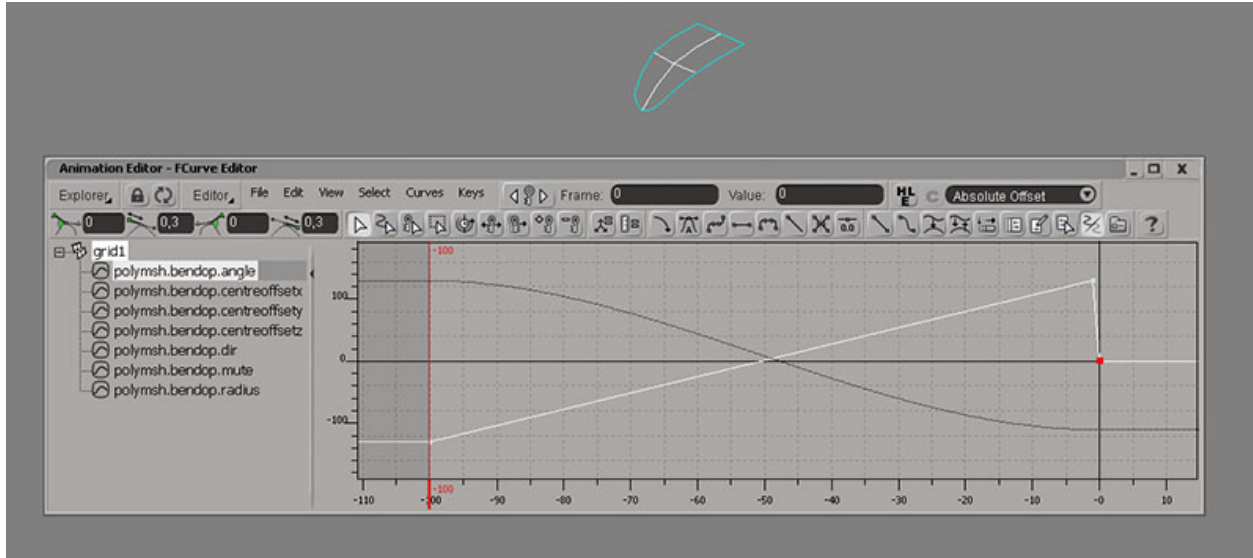 Animation Editor - FCurve Editor
Explorer Editor File Edit View Select Curves Keys Frame: 0 Value: 0 HLE C Absolute Offset
0 0,3 0 0,3 0.0 ?
grid1
polymsh.bendop.angle
polymsh.bendop.centreoffsetx
polymsh.bendop.centreoffsety
polymsh.bendop.centreoffsetz
polymsh.bendop.dir
polymsh.bendop.mute
polymsh.bendop.radius
-100
100
0
-100
-100
-110 -100 -90 -80 -70 -60 -50 -40 -30 -20 -10 -0 10